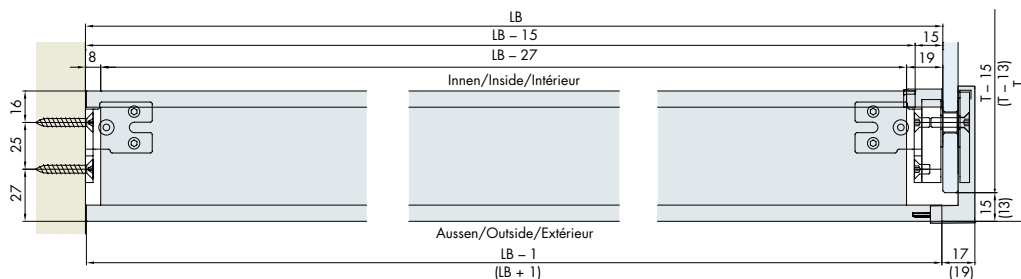 LB
LB – 15
15
LB – 27
8
19
Innen/Inside/Intérieur
16
25
27
T – 15
(T – 13)
T
15
(13)
Aussen/Outside/Extérieur
LB – 1
(LB + 1)
17
(19)